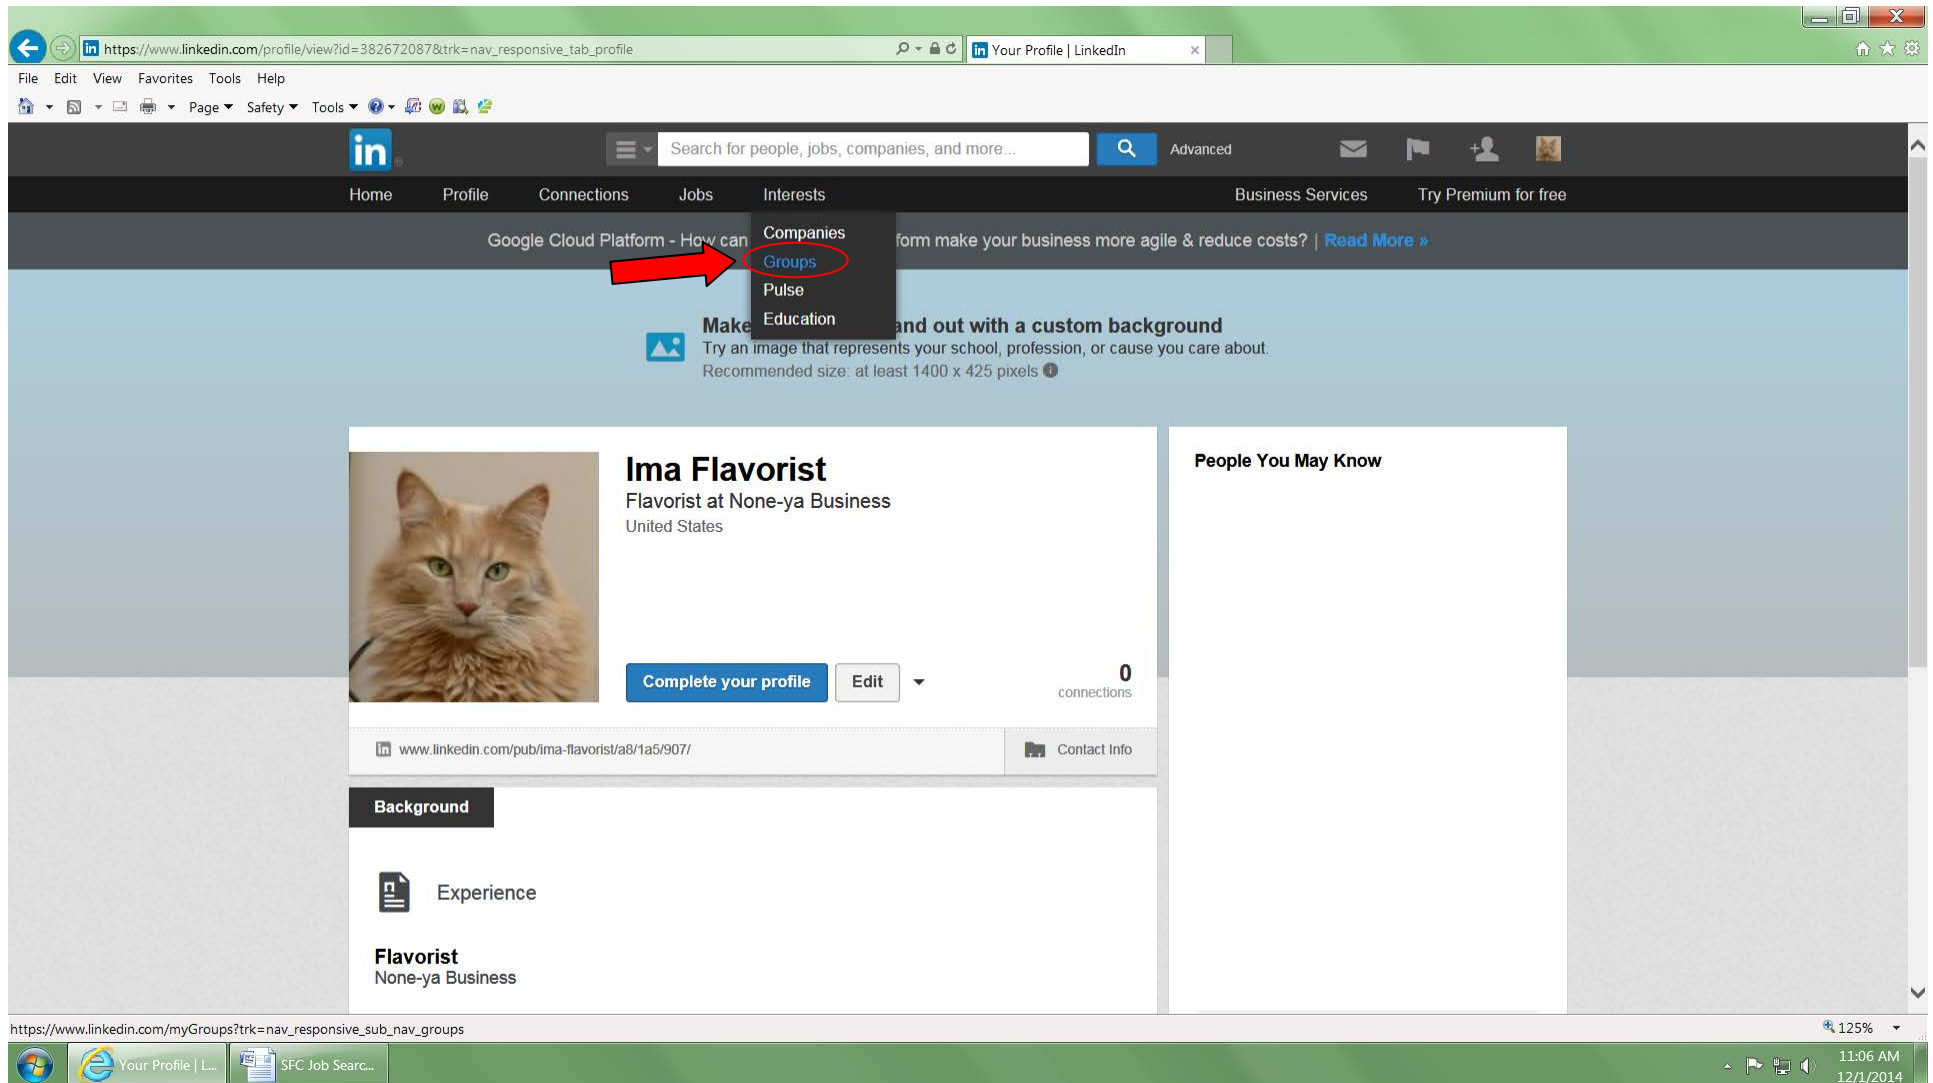 https://www.linkedin.com/profile/view?id=382672087&trk=nav_responsive_tab_profile
Your Profile | LinkedIn
File Edit View Favorites Tools Help
Page Safety Tools
in
Search for people, jobs, companies, and more...
Advanced
Home Profile Connections Jobs Interests Business Services Try Premium for free
Google Cloud Platform - How can form make your business more agile & reduce costs? | Read More »
Companies
Groups
Pulse
Education
Make and out with a custom background
Try an image that represents your school, profession, or cause you care about.
Recommended size: at least 1400 x 425 pixels
Ima Flavorist
Flavorist at None-ya Business
United States
Complete your profile Edit
0
connections
www.linkedin.com/pub/ima-flavorist/a8/1a5/907/
Contact Info
People You May Know
Background
Experience
Flavorist
None-ya Business
https://www.linkedin.com/myGroups?trk=nav_responsive_sub_nav_groups
125%
Your Profile | L...
SFC Job Searc...
11:06 AM
12/1/2014